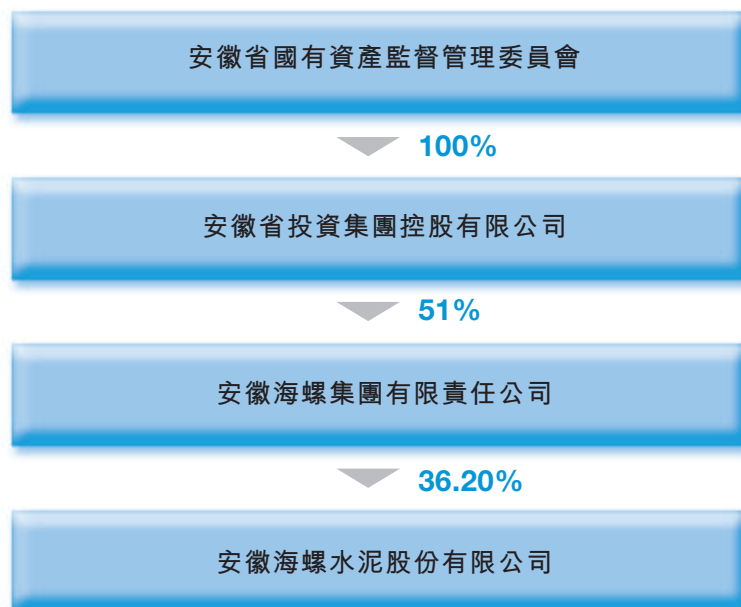 安徽省國有資產監督管理委員會
100%
安徽省投資集團控股有限公司
51%
安徽海螺集團有限責任公司
36.20%
安徽海螺水泥股份有限公司